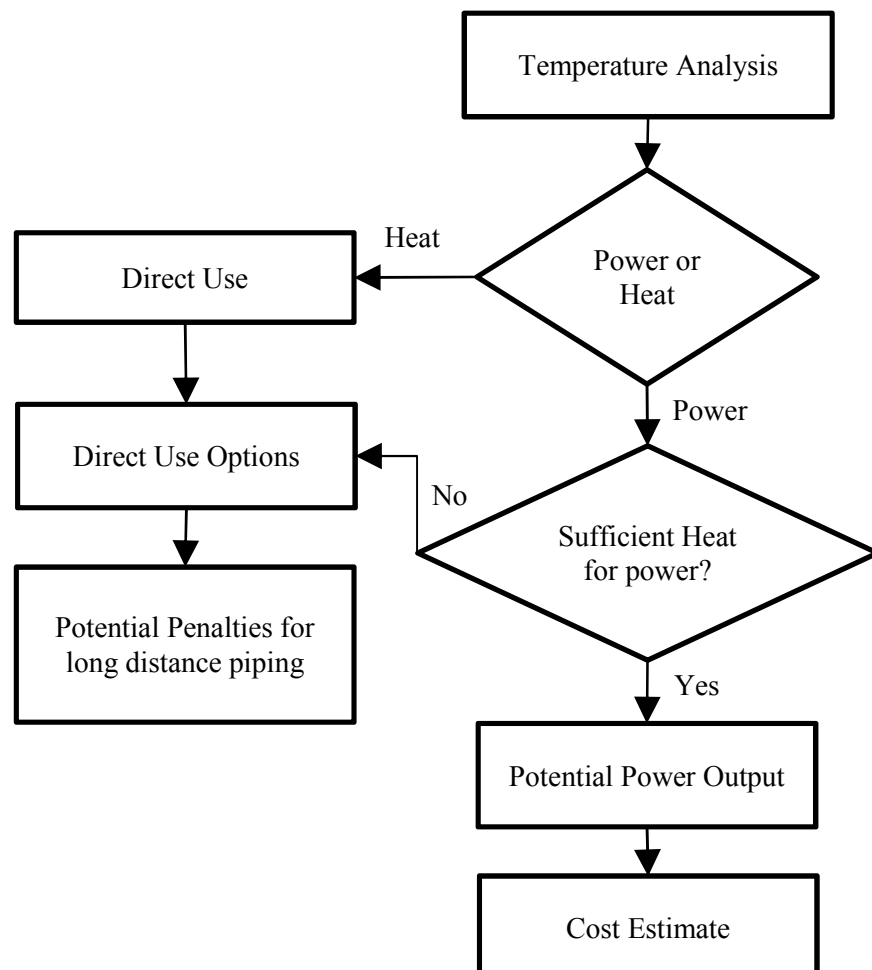 Temperature Analysis
Heat
Direct Use
Power or
Heat
Power
Direct Use Options
No
Sufficient Heat
for power?
Potential Penalties for
long distance piping
Yes
Potential Power Output
Cost Estimate